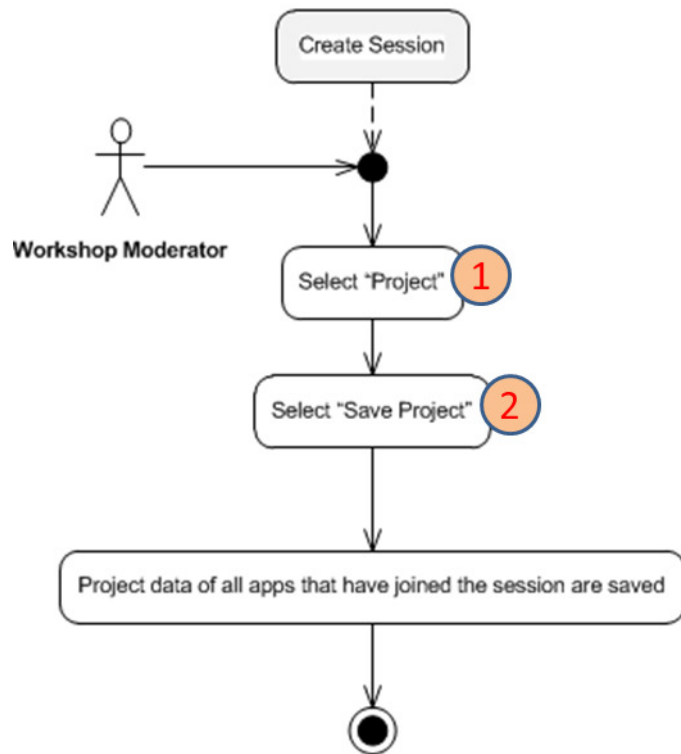 Create Session
Workshop Moderator
Select “Project”
1
Select “Save Project”
2
Project data of all apps that have joined the session are saved